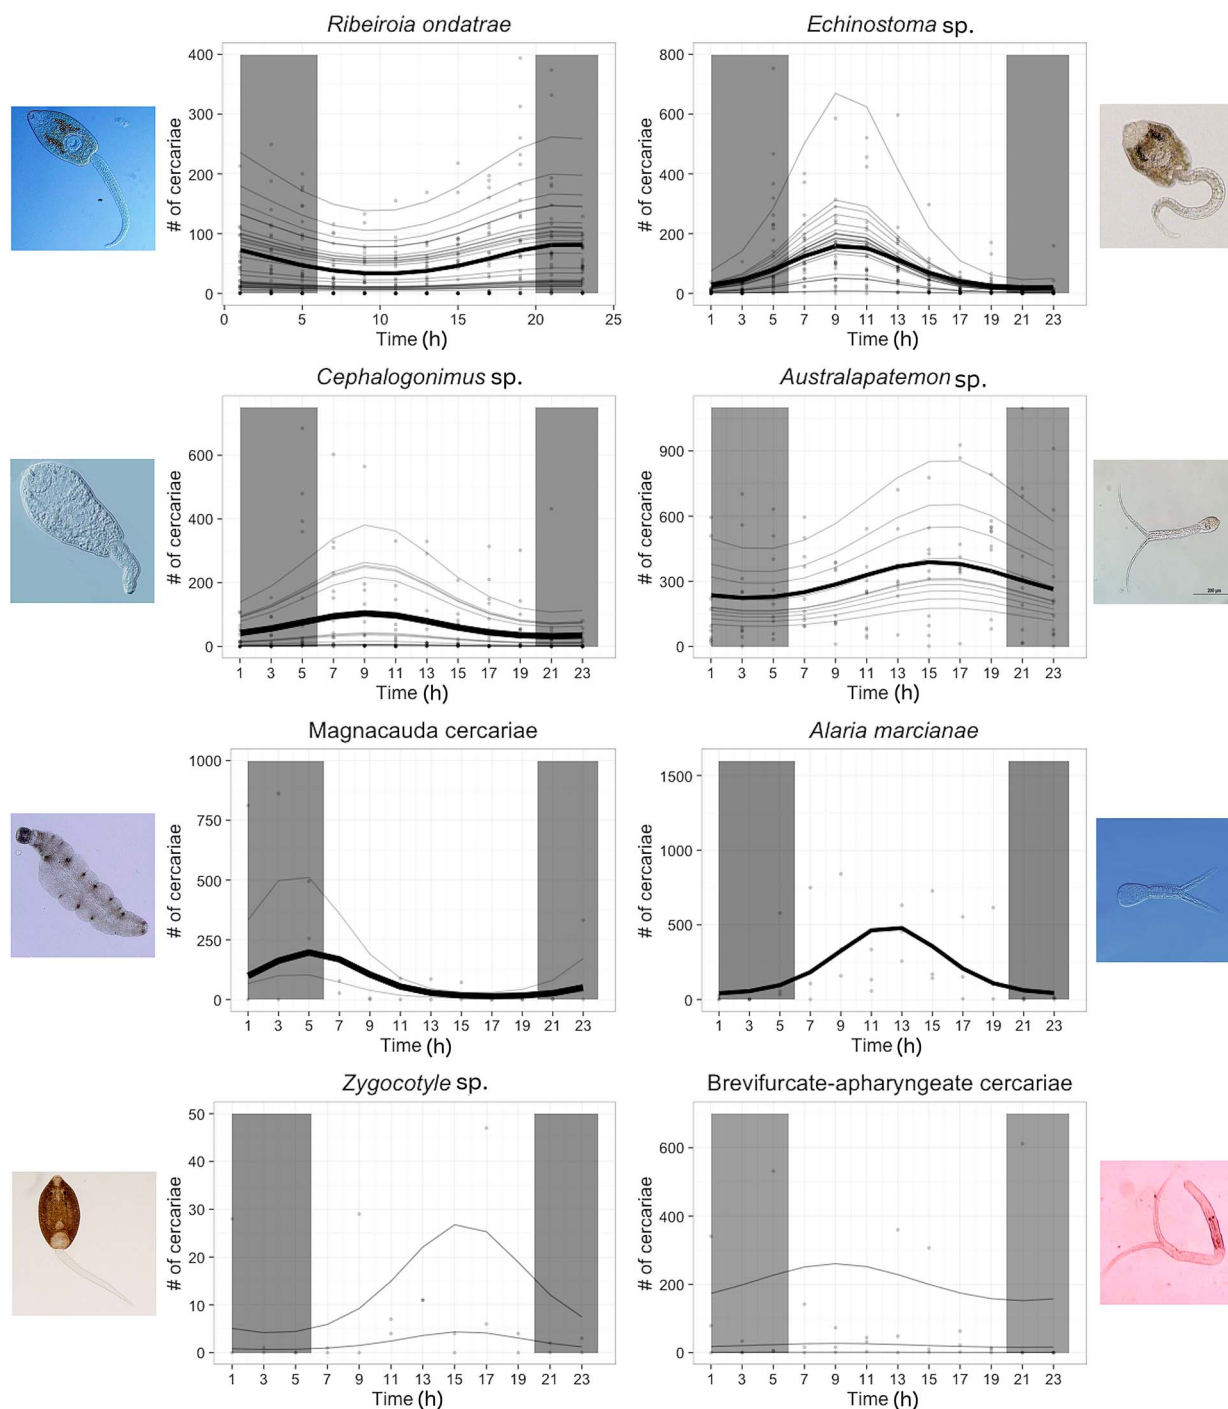 Ribeiroia ondatrae
Echinostoma sp.
# of cercariae
400
300
200
100
0
0
5
10
15
20
25
Time (h)
# of cercariae
800
600
400
200
0
1 3 5 7 9 11 13 15 17 19 21 23
Time (h)
Cephalogonimus sp.
Australapatemon sp.
# of cercariae
600
400
200
0
1 3 5 7 9 11 13 15 17 19 21 23
Time (h)
# of cercariae
900
600
300
0
1 3 5 7 9 11 13 15 17 19 21 23
Time (h)
200 µm
Magnacauda cercariae
Alaria marcianae
# of cercariae
1000
750
500
250
0
1 3 5 7 9 11 13 15 17 19 21 23
Time (h)
# of cercariae
1500
1000
500
0
1 3 5 7 9 11 13 15 17 19 21 23
Time (h)
Zygocotyle sp.
Brevifurcate-apharyngeate cercariae
# of cercariae
50
40
30
20
10
0
1 3 5 7 9 11 13 15 17 19 21 23
Time (h)
# of cercariae
600
400
200
0
1 3 5 7 9 11 13 15 17 19 21 23
Time (h)